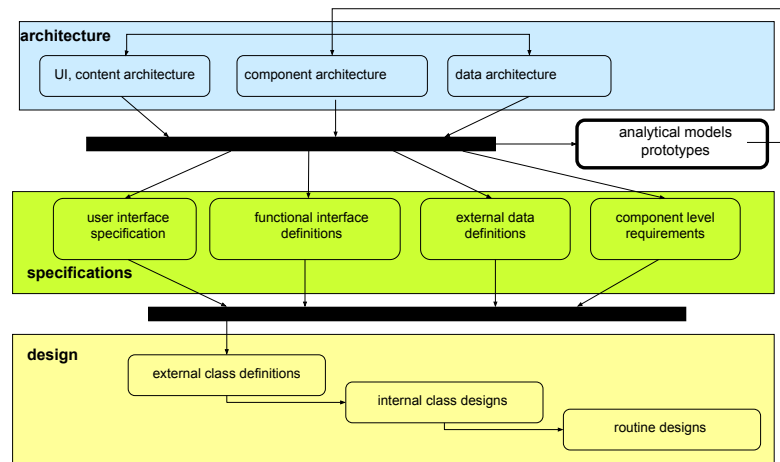 architecture
UI, content architecture
component architecture
data architecture
analytical models
prototypes
user interface
specification
functional interface
definitions
external data
definitions
component level
requirements
specifications
design
external class definitions
internal class designs
routine designs